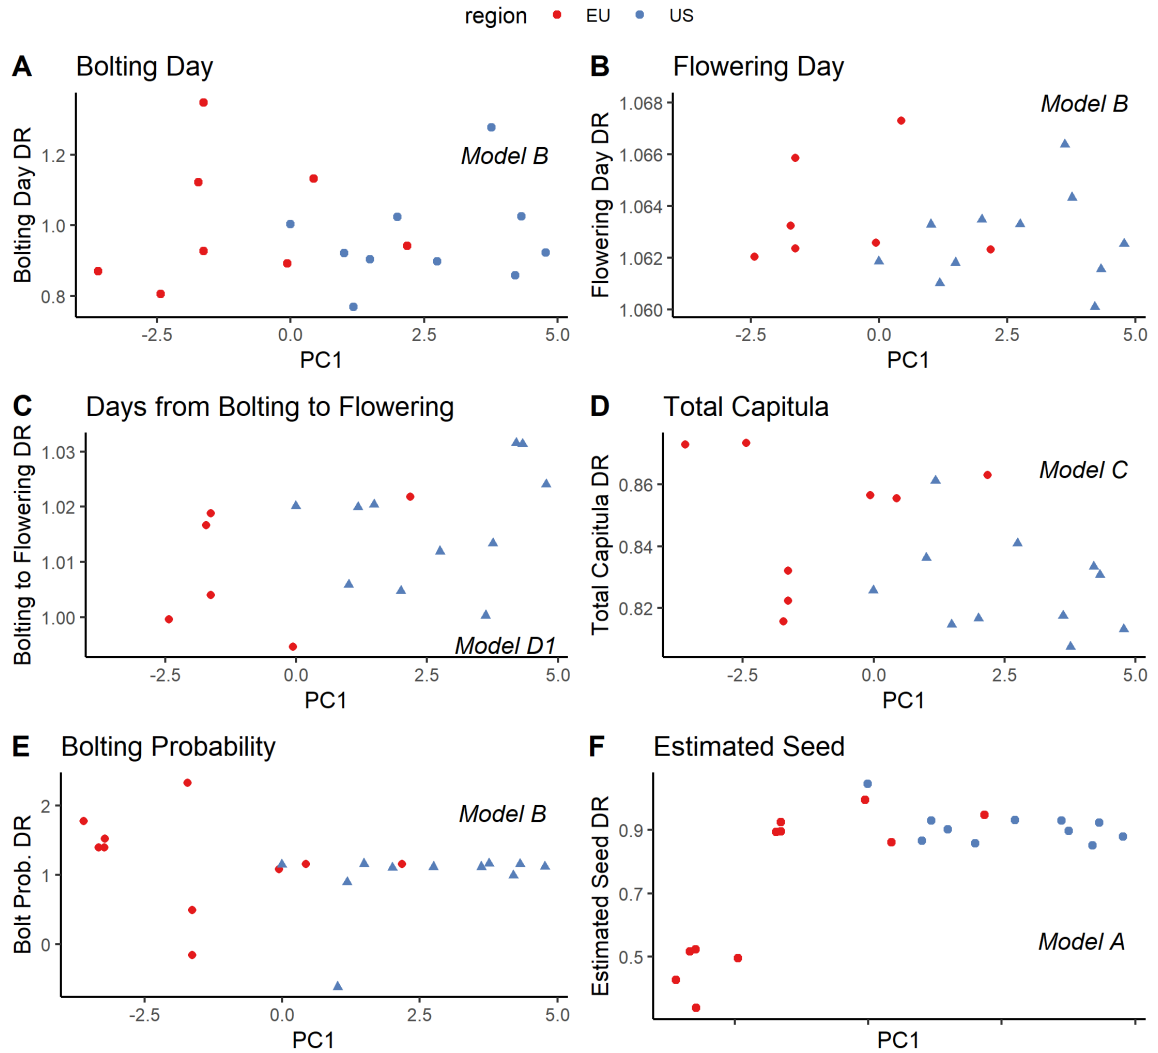 region EU US
A Bolting Day
Bolting Day DR
1.2
1.0
0.8
Model B
-2.5 0.0 2.5 5.0
PC1
B Flowering Day
Flowering Day DR
1.068
1.066
1.064
1.062
1.060
Model B
-2.5 0.0 2.5 5.0
PC1
C Days from Bolting to Flowering
Bolting to Flowering DR
1.03
1.02
1.01
1.00
Model D1
-2.5 0.0 2.5 5.0
PC1
D Total Capitula
Total Capitula DR
0.86
0.84
0.82
Model C
-2.5 0.0 2.5 5.0
PC1
E Bolting Probability
Bolt Prob. DR
2
1
0
Model B
-2.5 0.0 2.5 5.0
PC1
F Estimated Seed
Estimated Seed DR
0.9
0.7
0.5
Model A
PC1